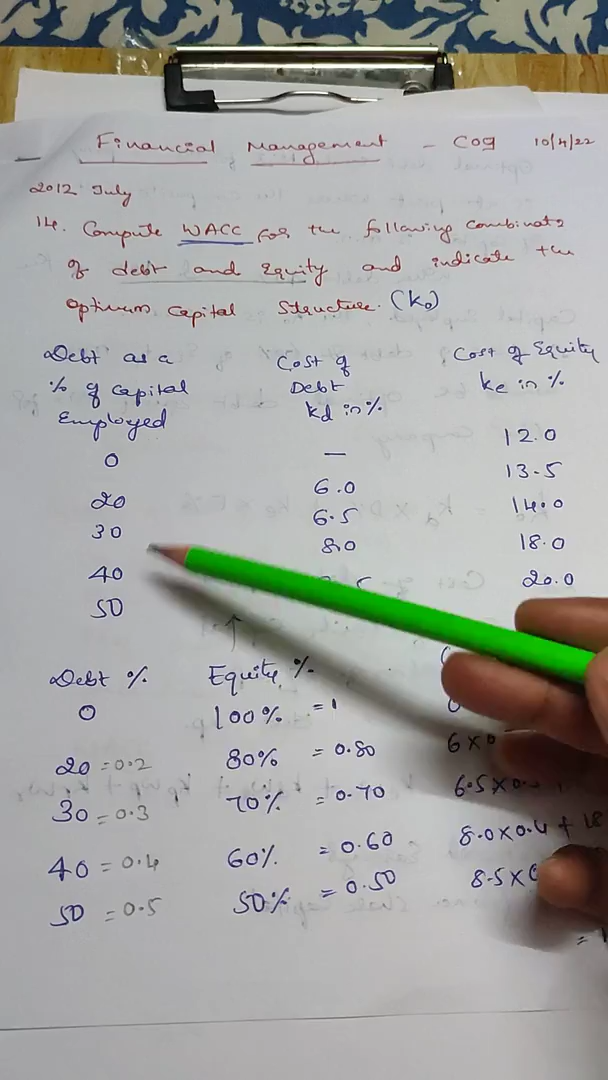 Financial Management - COg 10/4/22
2012 July
14. Compute WACC for the following combinats
of debt and Equity and indicate the
optimum capital Structure. (ko)
Debt as a Cost of Cost of Equity
% of capital Debt ke in %
Employed kd in %
0 — 12.0
20 6.0 13.5
30 6.5 14.0
40 8.0 18.0
50 .5 20.0
Debt % Equity %
0 100% = 1 0
20 = 0.2 80% = 0.80 6 x 0
30 = 0.3 70% = 0.70 6.5 x 0.
40 = 0.4 60% = 0.60 8.0 x 0.4 + 18
50 = 0.5 50% = 0.50 8.5 x
=